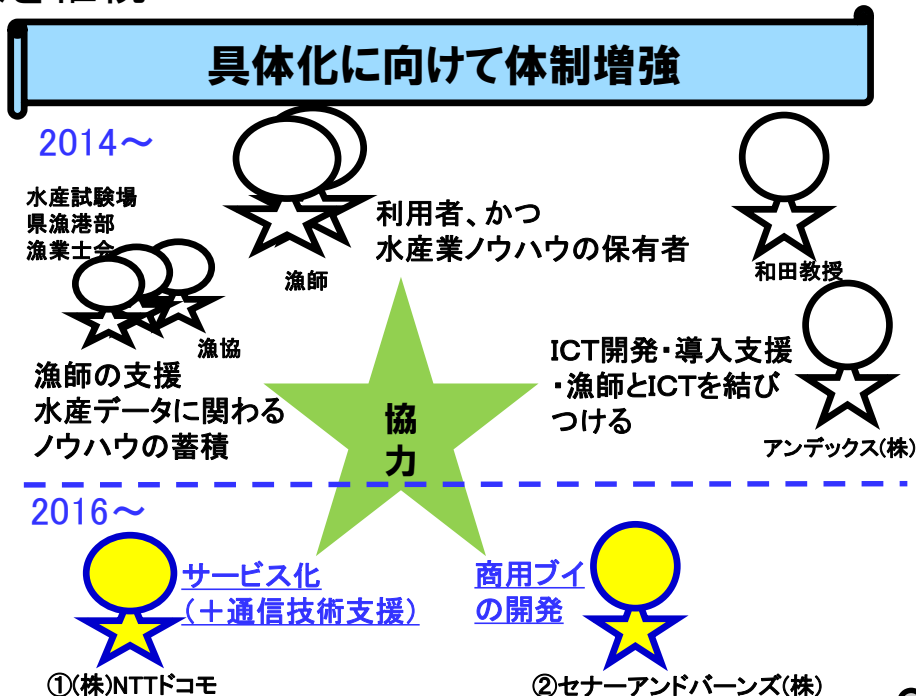 具体化に向けて体制増強
2014～
水産試験場
県漁港部
漁業士会
漁師
利用者、かつ
水産業ノウハウの保有者
和田教授
漁協
漁師の支援
水産データに関わる
ノウハウの蓄積
協
力
ICT開発・導入支援
・漁師とICTを結び
つける
アンデックス(株)
2016～
サービス化
(＋通信技術支援)
商用ブイ
の開発
①(株)NTTドコモ
②セナーアンドバーンズ(株)